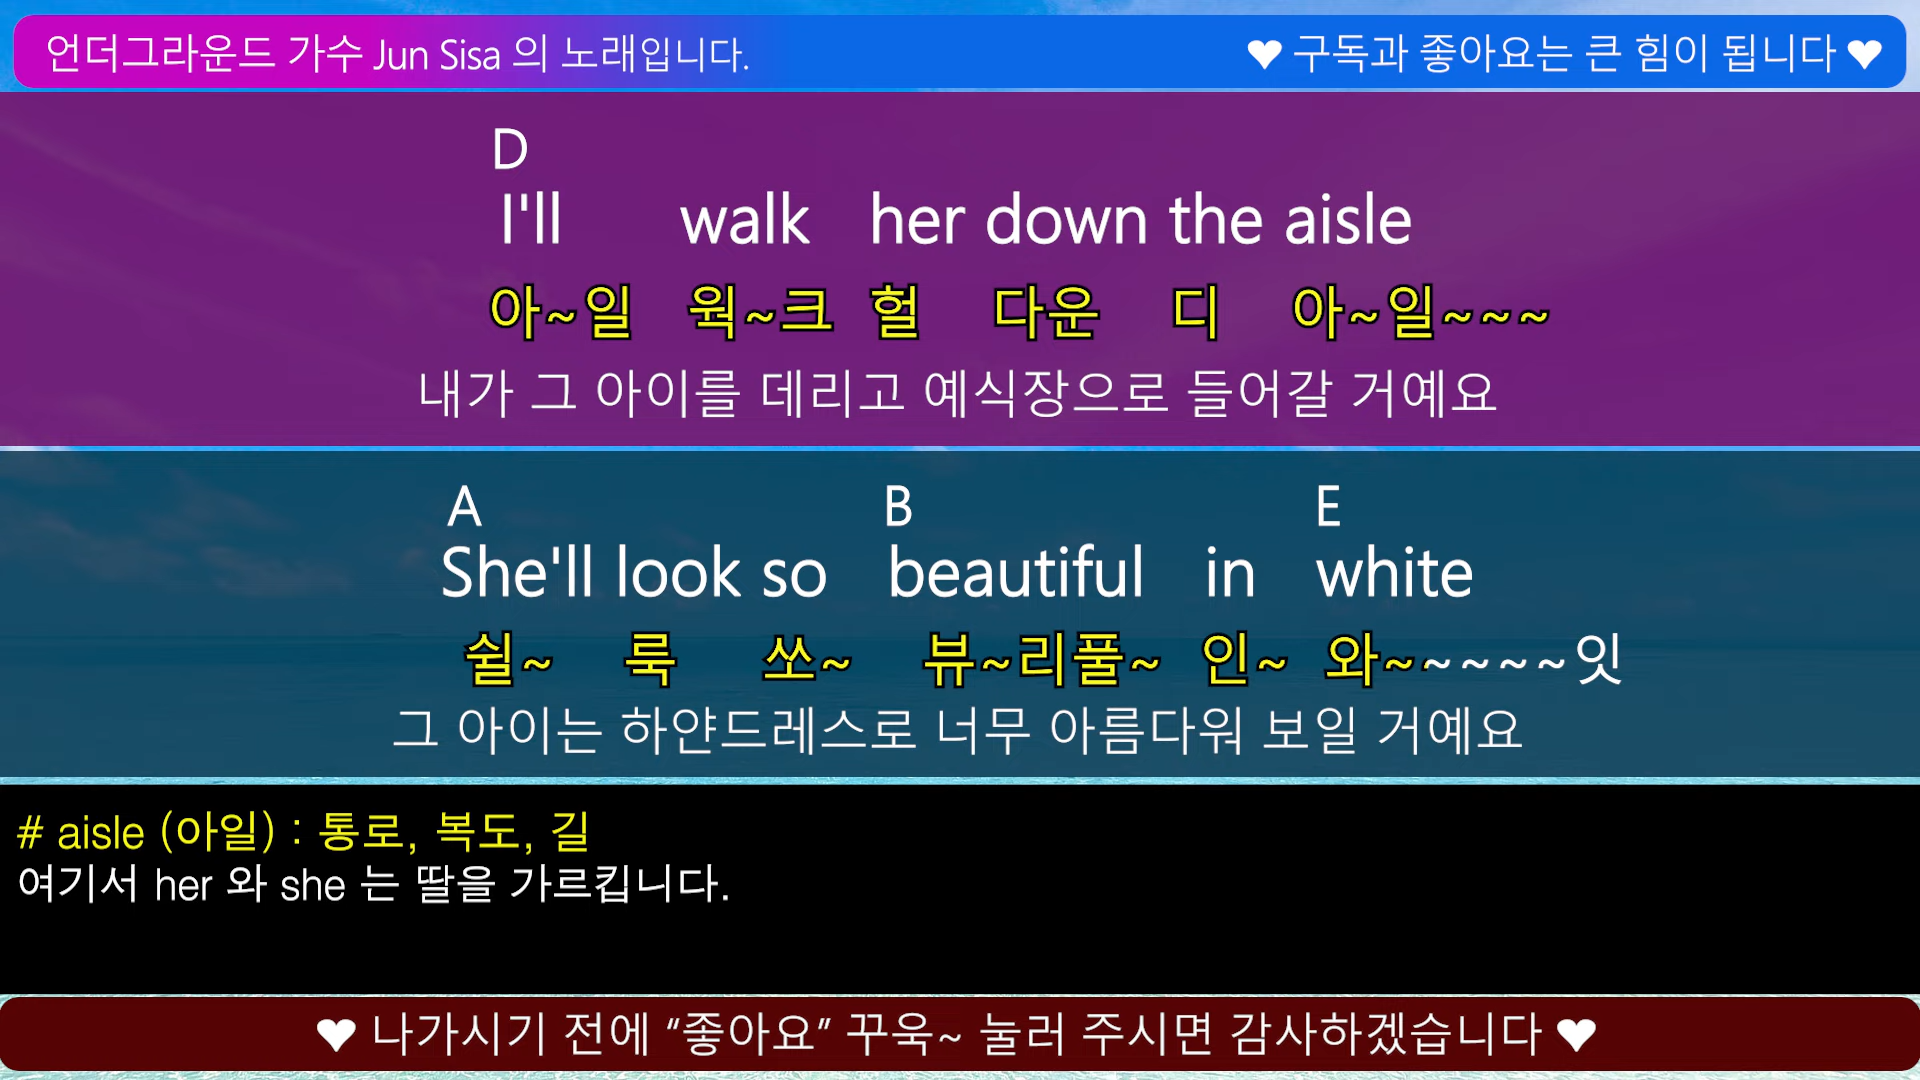 언더그라운드 가수 Jun Sisa 의 노래입니다.
♥ 구독과 좋아요는 큰 힘이 됩니다 ♥
D
I'll walk her down the aisle
아~일 웍~크 헐 다운 디 아~일~~~
내가 그 아이를 데리고 예식장으로 들어갈 거예요
A B E
She'll look so beautiful in white
쉴~ 룩 쏘~ 뷰~리풀~ 인~ 와~~~~~잇
그 아이는 하얀드레스로 너무 아름다워 보일 거예요
# aisle (아일) : 통로, 복도, 길
여기서 her 와 she 는 딸을 가르킵니다.
♥ 나가시기 전에 “좋아요” 꾸욱~ 눌러 주시면 감사하겠습니다 ♥